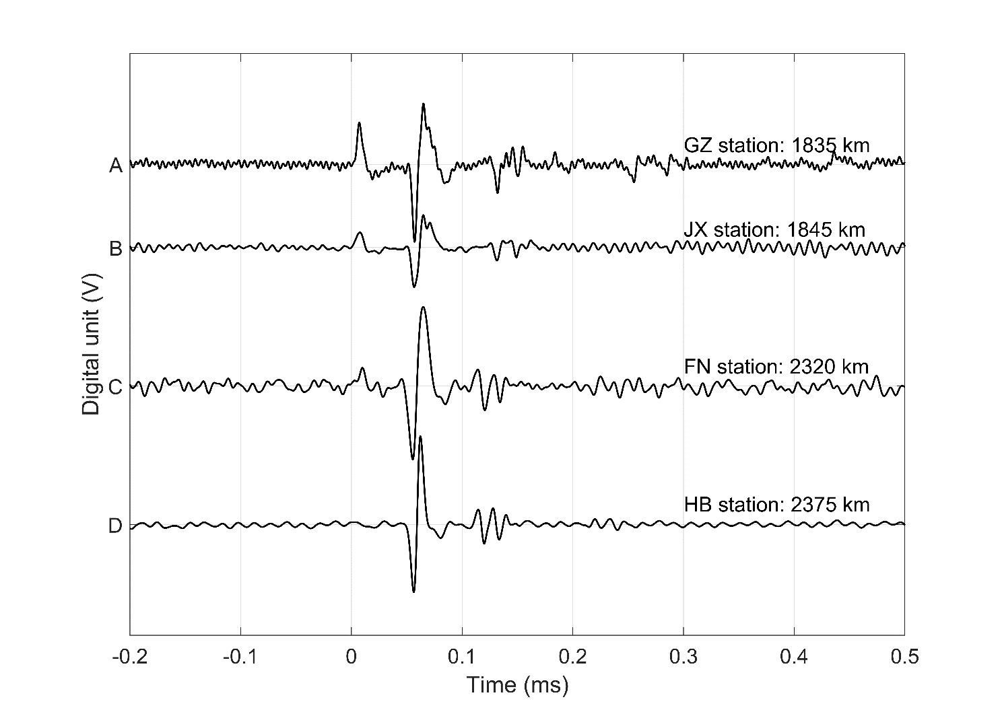 GZ station: 1835 km
A
JX station: 1845 km
B
Digital unit (V)
FN station: 2320 km
C
HB station: 2375 km
D
-0.2 -0.1 0 0.1 0.2 0.3 0.4 0.5
Time (ms)